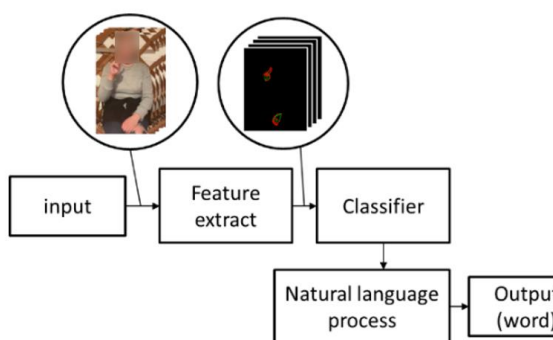 input
Feature
extract
Classifier
Natural language
process
Output
(word)